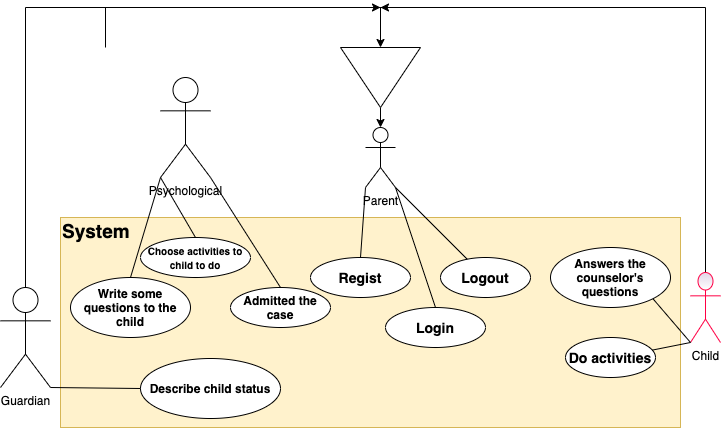 Psychological
Parent
System
Choose activities to
child to do
Write some
questions to the
child
Admitted the
case
Regist
Logout
Login
Answers the
counselor's
questions
Do activities
Child
Describe child status
Guardian